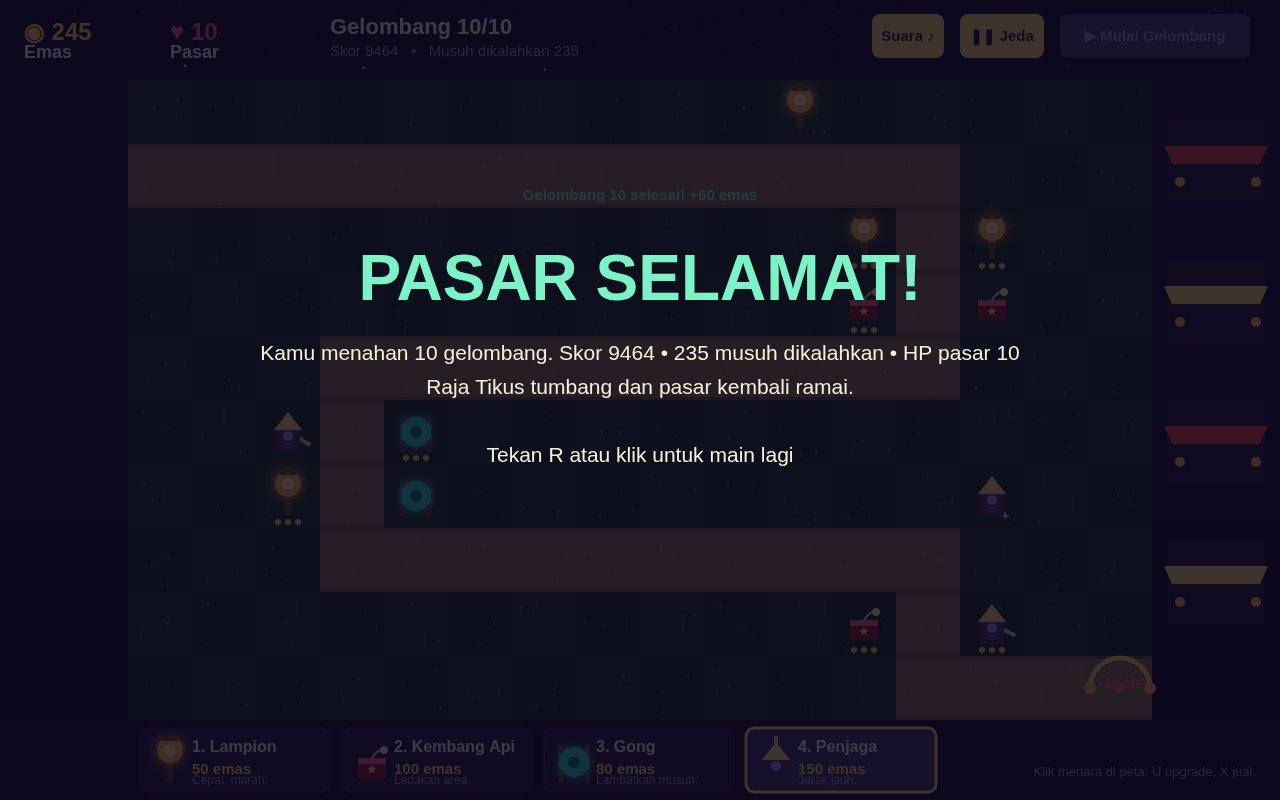 ◉ 245
Emas
♥ 10
Pasar
Gelombang 10/10
Skor 9464 • Musuh dikalahkan 235
Suara ♪
❚❚ Jeda
▶ Mulai Gelombang
Gelombang 10 selesai! +60 emas
PASAR SELAMAT!
Kamu menahan 10 gelombang. Skor 9464 • 235 musuh dikalahkan • HP pasar 10
Raja Tikus tumbang dan pasar kembali ramai.
Tekan R atau klik untuk main lagi
-10 HP
1. Lampion
50 emas
Cepat, murah.
2. Kembang Api
100 emas
Ledakan area.
3. Gong
80 emas
Lambatkan musuh.
4. Penjaga
150 emas
Jarak jauh.
Klik menara di peta: U upgrade, X jual.